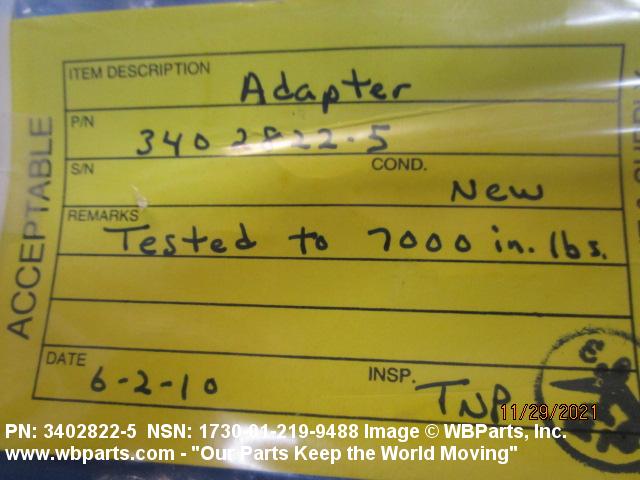 ACCEPTABLE
ITEM DESCRIPTION Adapter
P/N 3402822-5
S/N COND. New
REMARKS Tested to 7000 in. lbs.
DATE 6-2-10 INSP. TNP
11/29/2021
PN: 3402822-5 NSN: 1730-01-219-9488 Image © WBParts, Inc.
www.wbparts.com - "Our Parts Keep the World Moving"